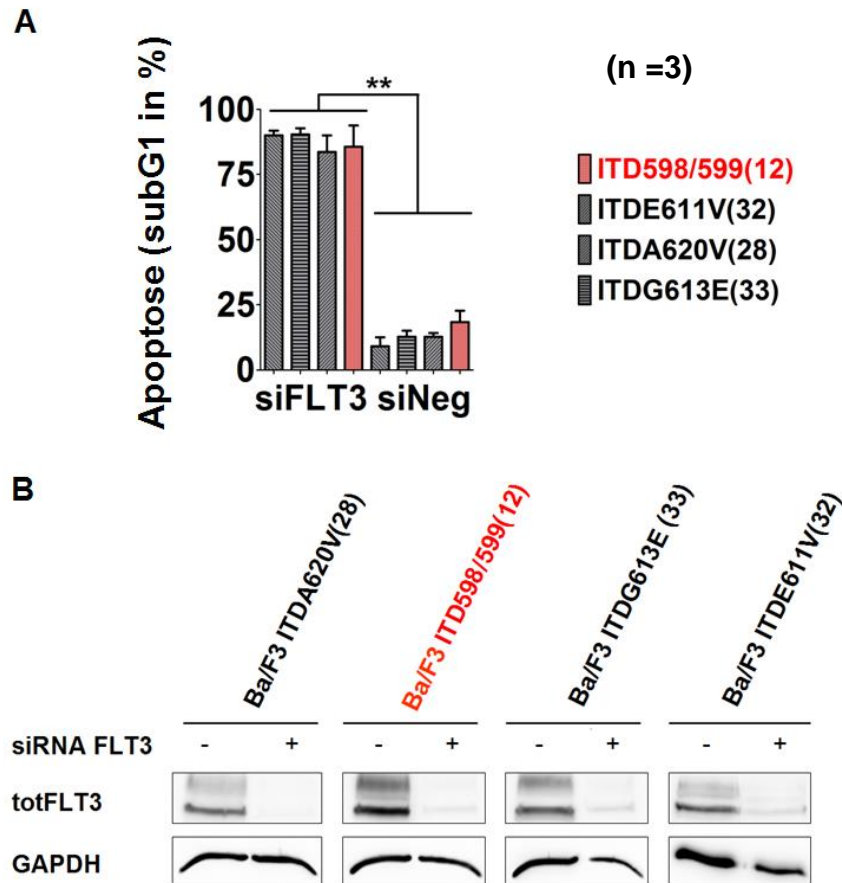 A
(n =3)
Apoptose (subG1 in %)
**
100
75
50
25
0
siFLT3 siNeg
ITD598/599(12)
ITDE611V(32)
ITDA620V(28)
ITDG613E(33)
B
Ba/F3 ITDA620V(28)
Ba/F3 ITD598/599(12)
Ba/F3 ITDG613E (33)
Ba/F3 ITDE611V(32)
siRNA FLT3 - + - + - + - +
totFLT3
GAPDH